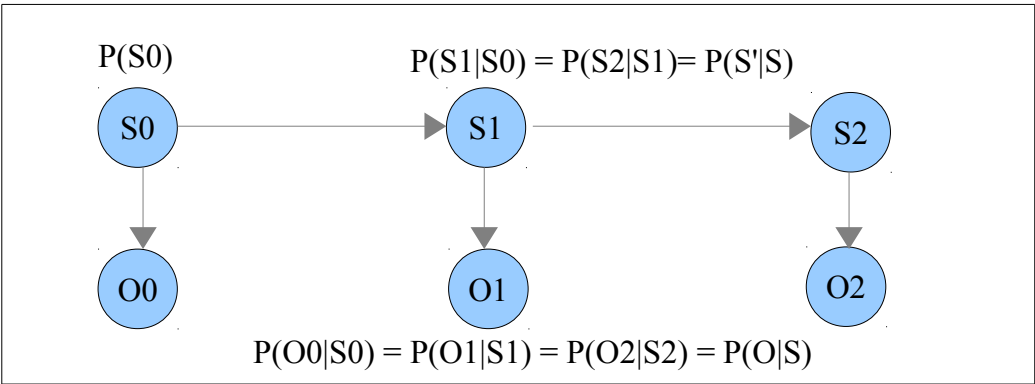 P(S0)
P(S1|S0) = P(S2|S1)= P(S'|S)
S0
S1
S2
O0
O1
O2
P(O0|S0) = P(O1|S1) = P(O2|S2) = P(O|S)